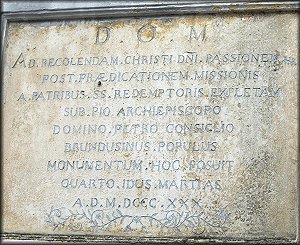 D. O. M
AD. RECOLENDAM. CHRISTI DNI. PASSIONEM
POST. PRÆDICATIONEM. MISSIONIS
A. PATRIBUS. SS. REDEMPTORIS. EXPLETAM
SUB. PIO. ARCHIEPISCOPO
DOMINO. PETRO. CONSIGLIO
BRUNDUSINUS. POPULUS
MONUMENTUM. HOC. POSUIT
QUARTO. IDUS. MARTIAS
A. D. M. DCCC. XXX.